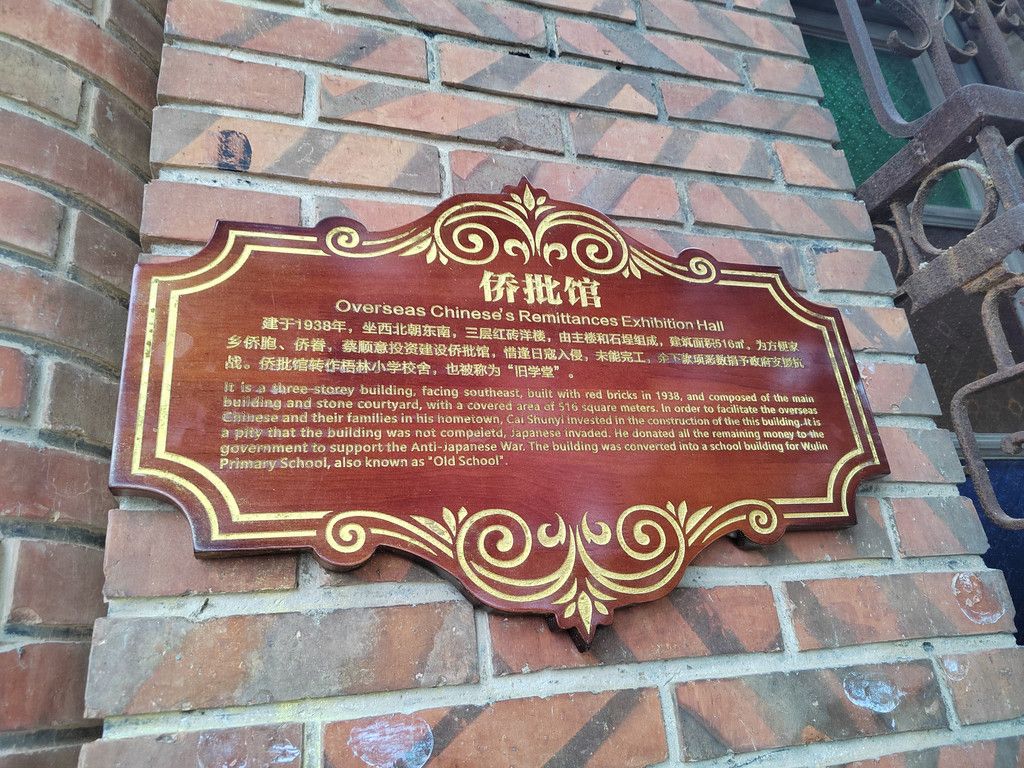 侨批馆
Overseas Chinese's Remittances Exhibition Hall
建于1938年，坐西北朝东南，三层红砖洋楼，由主楼和石埕组成，建筑面积516㎡，为方便家
乡侨胞、侨眷，蔡顺意投资建设侨批馆，惜逢日寇入侵，未能完工，余下款项悉数捐予政府支援抗
战。侨批馆转作梧林小学校舍，也被称为“旧学堂”。
It is a three-storey building, facing southeast, built with red bricks in 1938, and composed of the main
building and stone courtyard, with a covered area of 516 square meters. In order to facilitate the overseas
Chinese and their families in his hometown, Cai Shunyi invested in the construction of the this building. It is
a pity that the building was not compeletd, Japanese invaded. He donated all the remaining money to the
government to support the Anti-Japanese War. The building was converted into a school building for Wulin
Primary School, also known as "Old School".